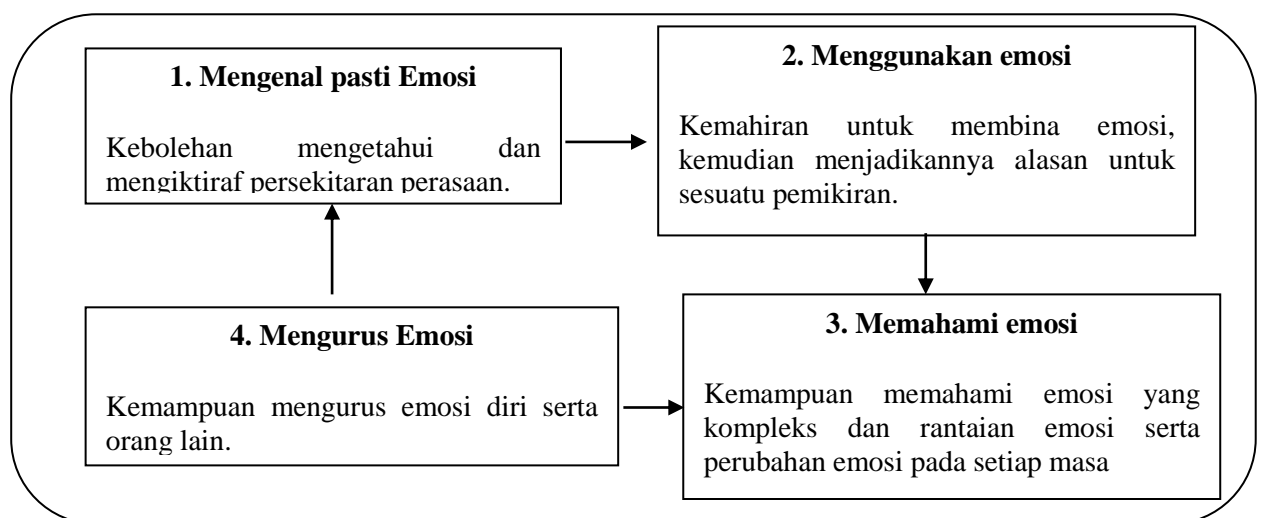 1. Mengenal pasti Emosi
Kebolehan mengetahui dan
mengiktiraf persekitaran perasaan.
2. Menggunakan emosi
Kemahiran untuk membina emosi,
kemudian menjadikannya alasan untuk
sesuatu pemikiran.
3. Memahami emosi
Kemampuan memahami emosi yang
kompleks dan rantaian emosi serta
perubahan emosi pada setiap masa
4. Mengurus Emosi
Kemampuan mengurus emosi diri serta
orang lain.